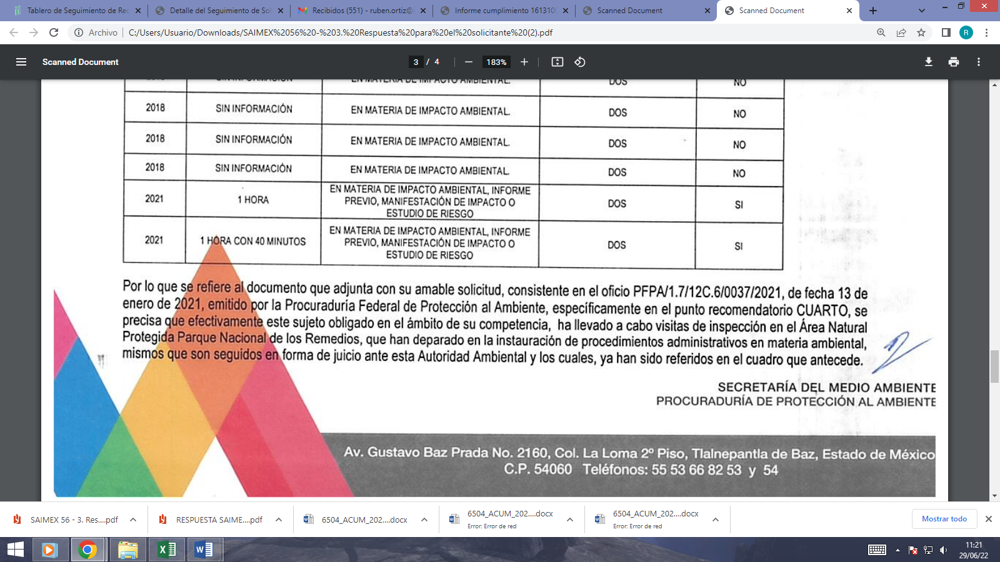 Tablero de Seguimiento de Rec
Detalle del Seguimiento de Sol
Recibidos (551) - ruben.ortiz@i
Informe cumplimiento 1613100
Scanned Document
Scanned Document
Archivo
C:/Users/Usuario/Downloads/SAIMEX%2056%20-%203.%20Respuesta%20para%20el%20solicitante%20(2).pdf
R
Scanned Document
3 / 4
183%
2018 SIN INFORMACIÓN EN MATERIA DE IMPACTO AMBIENTAL. DOS NO
2018 SIN INFORMACIÓN EN MATERIA DE IMPACTO AMBIENTAL. DOS NO
2018 SIN INFORMACIÓN EN MATERIA DE IMPACTO AMBIENTAL. DOS NO
2018 SIN INFORMACIÓN EN MATERIA DE IMPACTO AMBIENTAL. DOS NO
2021 1 HORA EN MATERIA DE IMPACTO AMBIENTAL, INFORME
PREVIO, MANIFESTACIÓN DE IMPACTO O
ESTUDIO DE RIESGO DOS SI
2021 1 HORA CON 40 MINUTOS EN MATERIA DE IMPACTO AMBIENTAL, INFORME
PREVIO, MANIFESTACIÓN DE IMPACTO O
ESTUDIO DE RIESGO DOS SI
Por lo que se refiere al documento que adjunta con su amable solicitud, consistente en el oficio PFPA/1.7/12C.6/0037/2021, de fecha 13 de
enero de 2021, emitido por la Procuraduría Federal de Protección al Ambiente, específicamente en el punto recomendatorio CUARTO, se
precisa que efectivamente este sujeto obligado en el ámbito de su competencia, ha llevado a cabo visitas de inspección en el Área Natural
Protegida Parque Nacional de los Remedios, que han deparado en la instauración de procedimientos administrativos en materia ambiental,
mismos que son seguidos en forma de juicio ante esta Autoridad Ambiental y los cuales, ya han sido referidos en el cuadro que antecede.
SECRETARÍA DEL MEDIO AMBIENTE
PROCURADURÍA DE PROTECCIÓN AL AMBIENTE
Av. Gustavo Baz Prada No. 2160, Col. La Loma 2º Piso, Tlalnepantla de Baz, Estado de México
C.P. 54060 Teléfonos: 55 53 66 82 53 y 54
SAIMEX 56 - 3. Res....pdf
RESPUESTA SAIME....pdf
6504_ACUM_202....docx
6504_ACUM_202....docx
Error: Error de red
6504_ACUM_202....docx
Error: Error de red
Mostrar todo
11:21
29/06/22